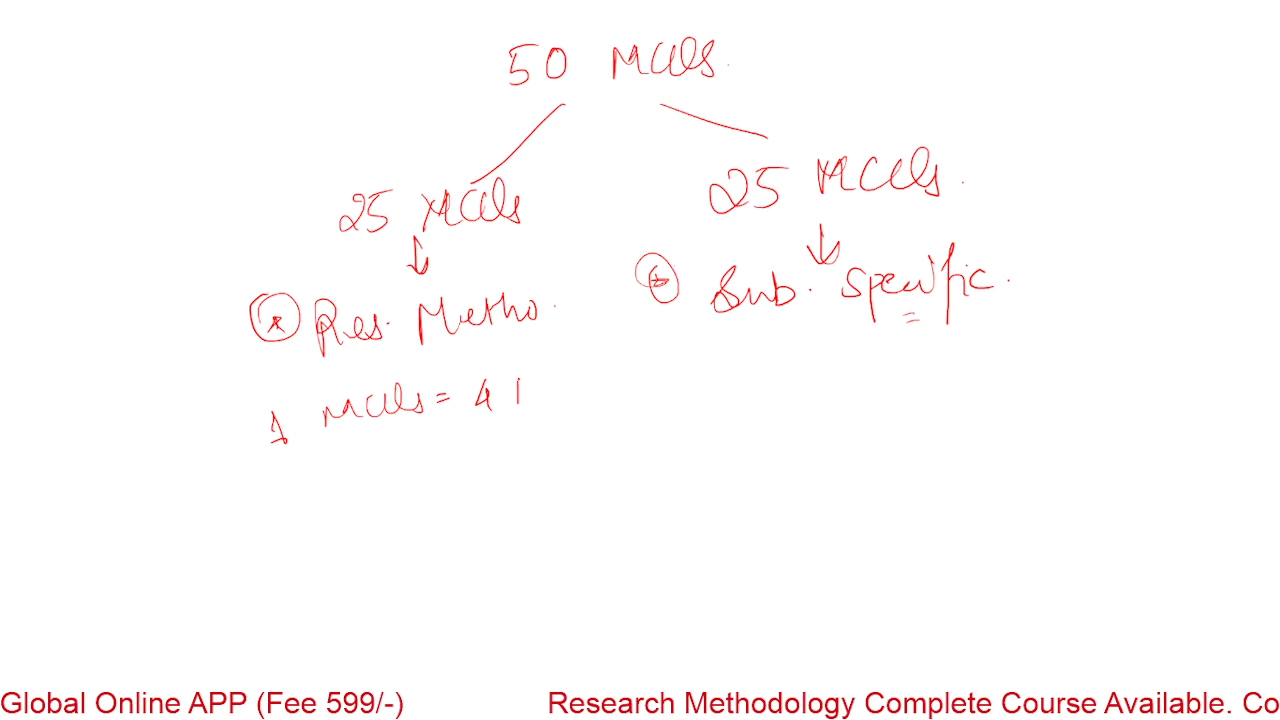 50 MCQs.
25 MCQs
25 MCQs.
Res. Metho.
Sub. Specific.
1 MCQs = 4
Global Online APP (Fee 599/-)
Research Methodology Complete Course Available. Co